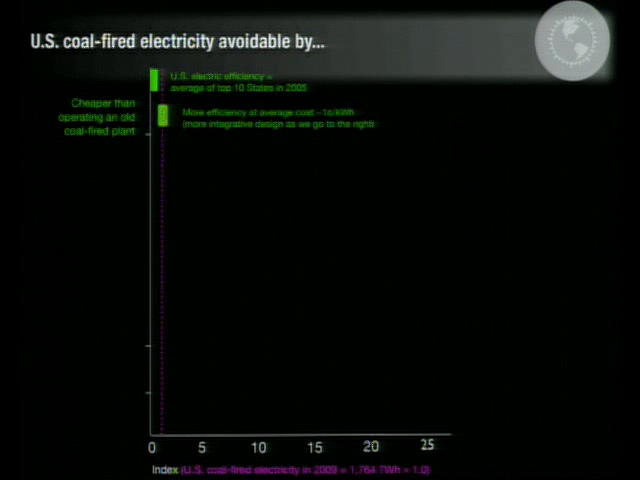 U.S. coal-fired electricity avoidable by...
U.S. electric efficiency =
average of top 10 States in 2005
Cheaper than
operating an old
coal-fired plant
More efficiency at average cost ~1¢/kWh
(more integrative design as we go to the right)
0 5 10 15 20 25
Index (U.S. coal-fired electricity in 2009 = 1,764 TWh = 1.0)